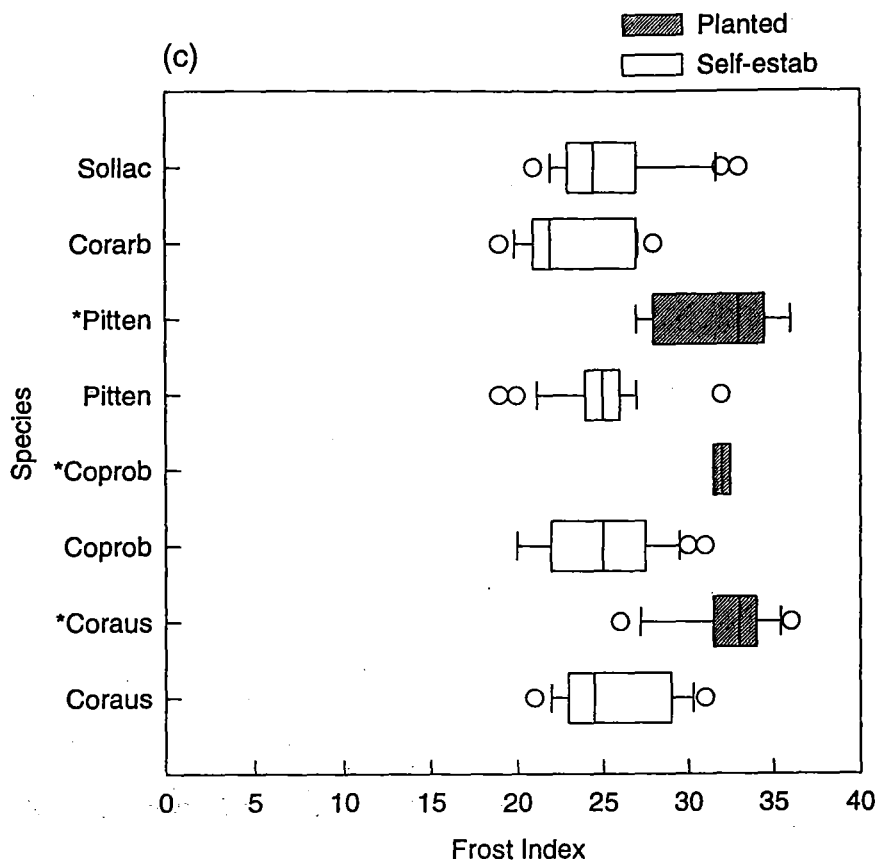 Planted
(c)
Self-estab
Sollac
Corarb
*Pitten
Pitten
*Coprob
Coprob
*Coraus
Coraus
Species
0 5 10 15 20 25 30 35 40
Frost Index